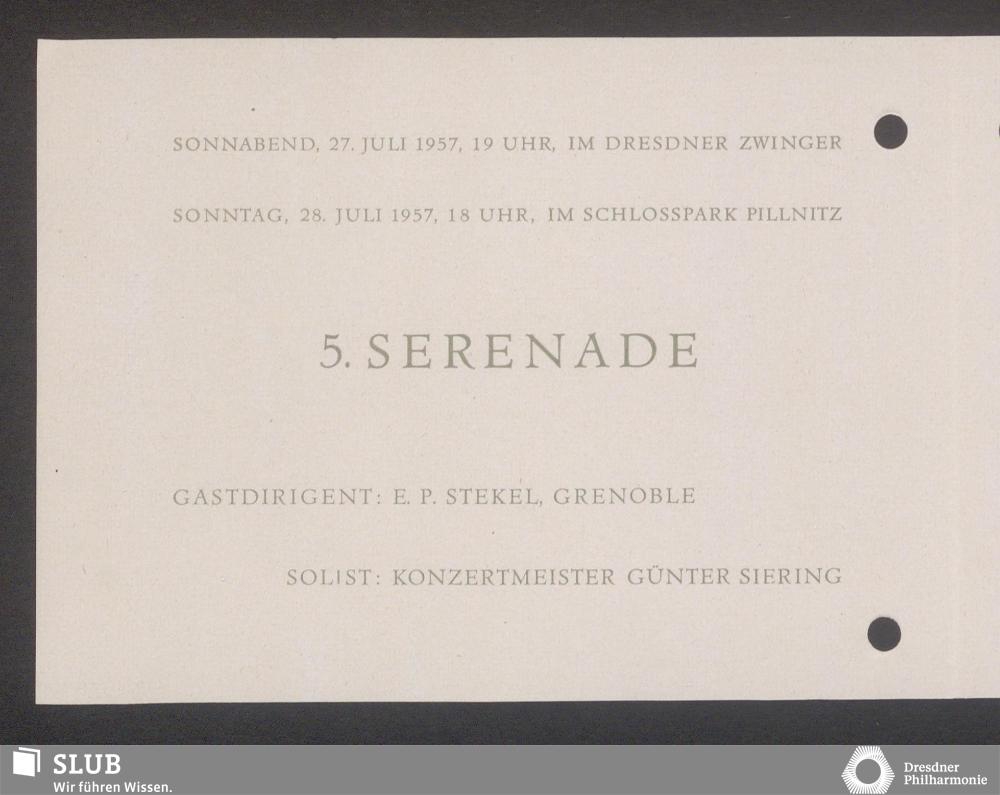 SONNABEND, 27. JULI 1957, 19 UHR, IM DRESDNER ZWINGER
SONNTAG, 28. JULI 1957, 18 UHR, IM SCHLOSSPARK PILLNITZ
5. SERENADE
GASTDIRIGENT: E. P. STEKEL, GRENOBLE
SOLIST: KONZERTMEISTER GÜNTER SIERING
SLUB
Wir führen Wissen.
Dresdner
Philharmonie